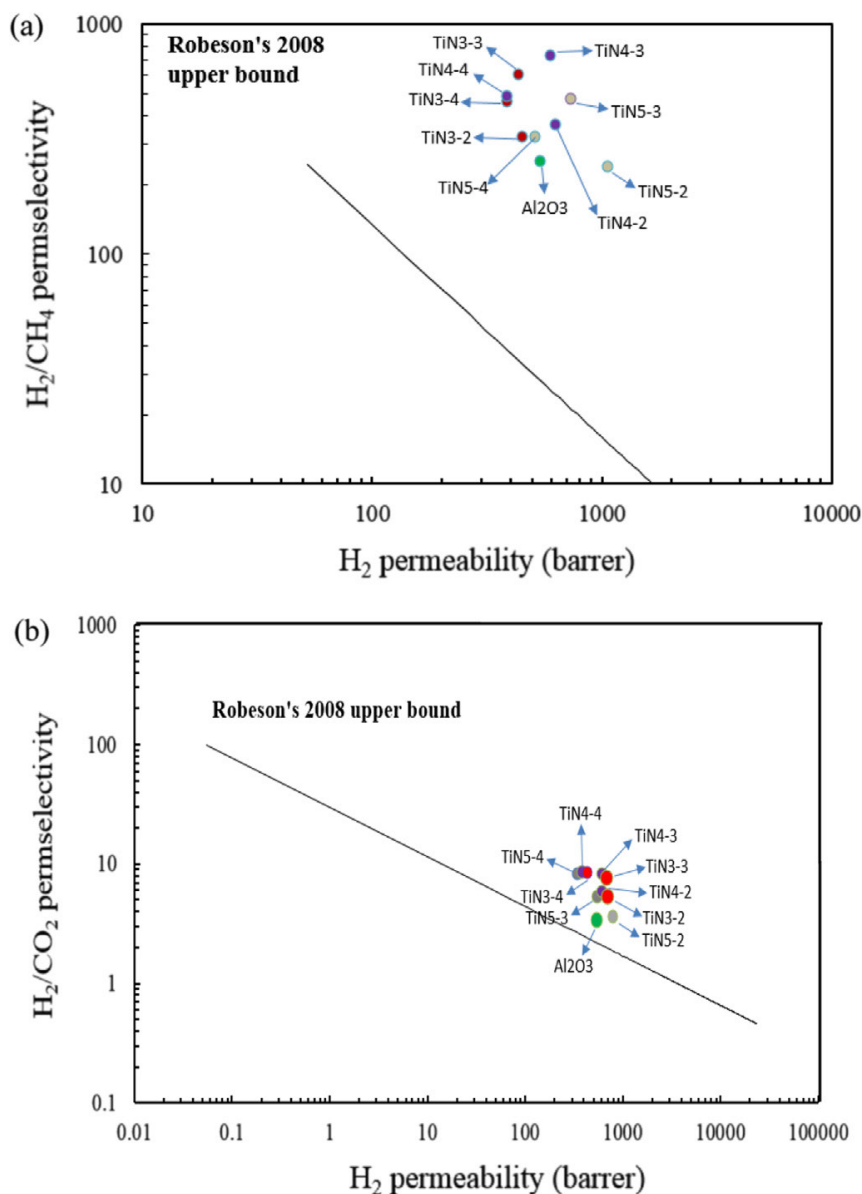 (a)
1000
100
10
H₂/CH₄ permselectivity
Robeson's 2008
upper bound
TiN3-3
TiN4-3
TiN4-4
TiN3-4
TiN5-3
TiN3-2
TiN5-4
Al2O3
TiN5-2
TiN4-2
10
100
1000
10000
H₂ permeability (barrer)
(b)
1000
100
10
1
0.1
H₂/CO₂ permselectivity
Robeson's 2008 upper bound
TiN4-4
TiN4-3
TiN5-4
TiN3-3
TiN3-4
TiN4-2
TiN5-3
TiN3-2
TiN5-2
Al2O3
0.01
0.1
1
10
100
1000
10000
100000
H₂ permeability (barrer)